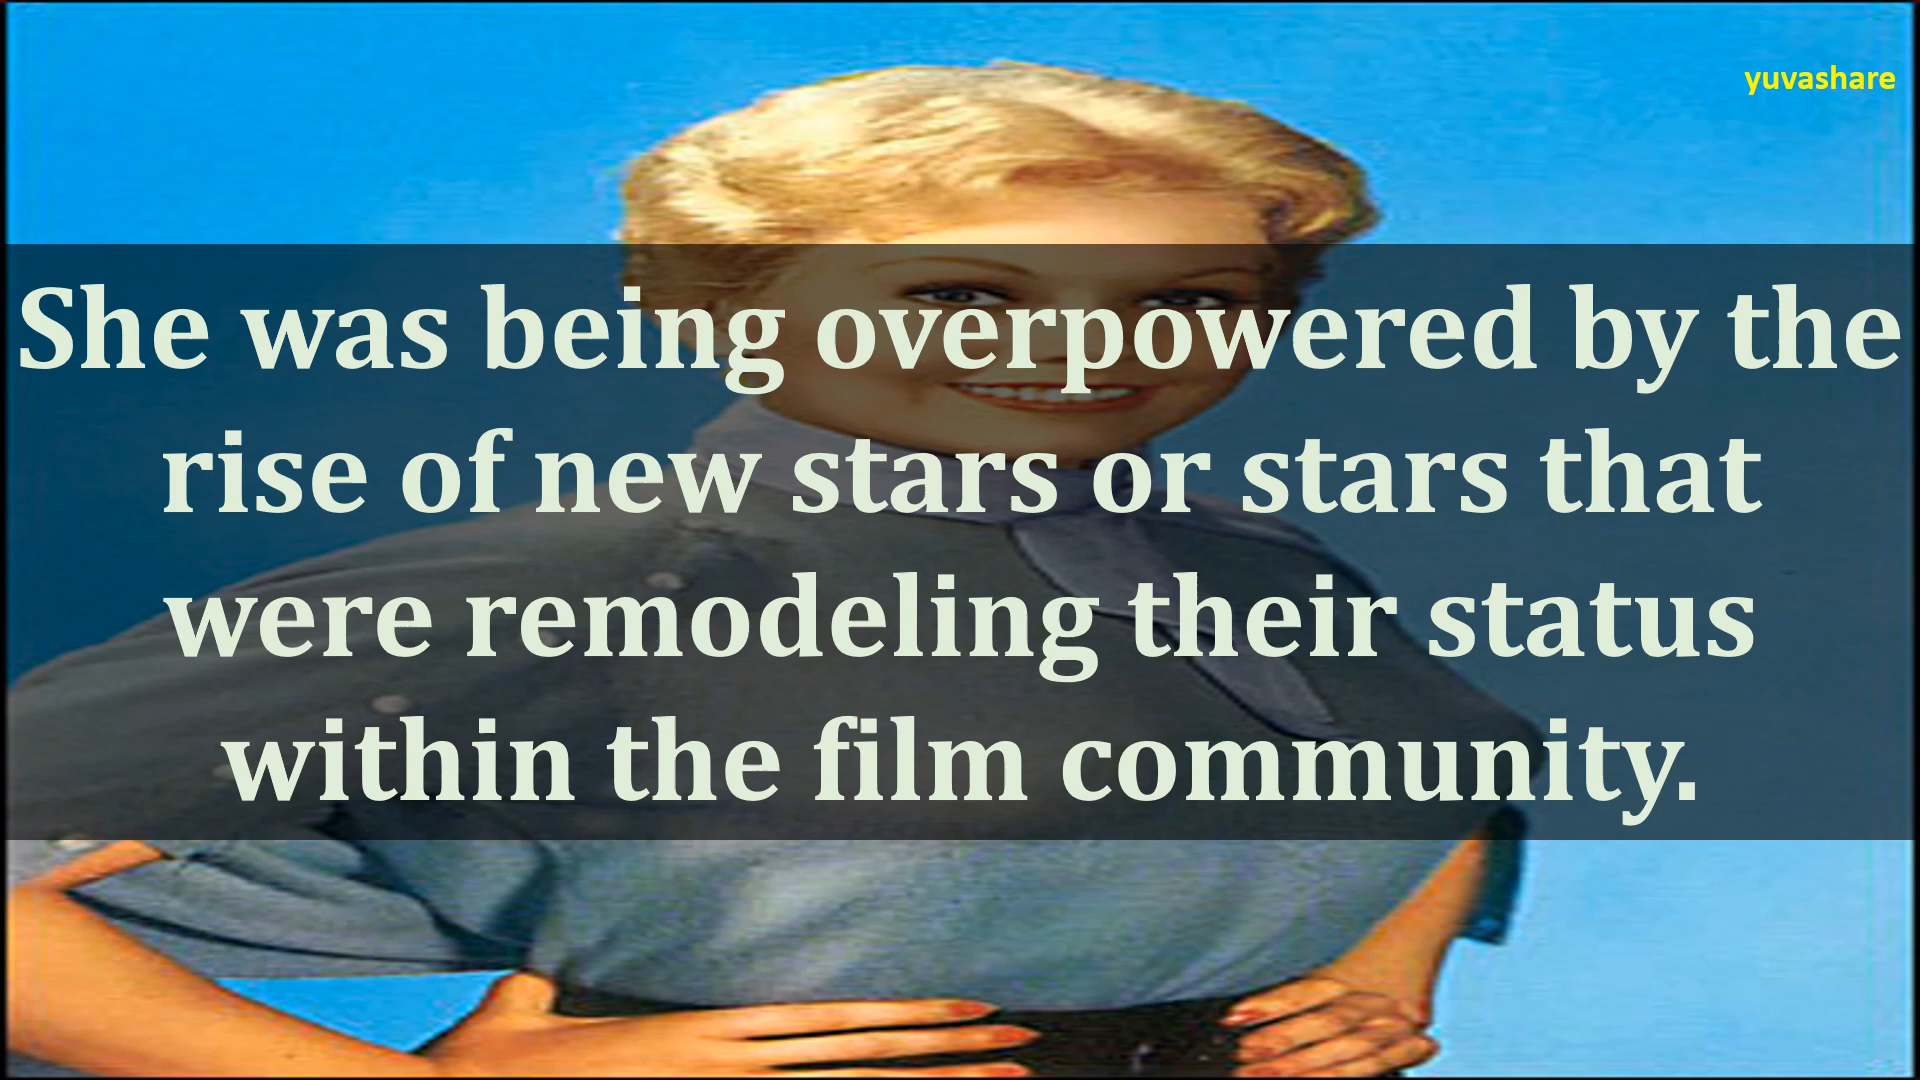 yuvashare
She was being overpowered by the
rise of new stars or stars that
were remodeling their status
within the film community.